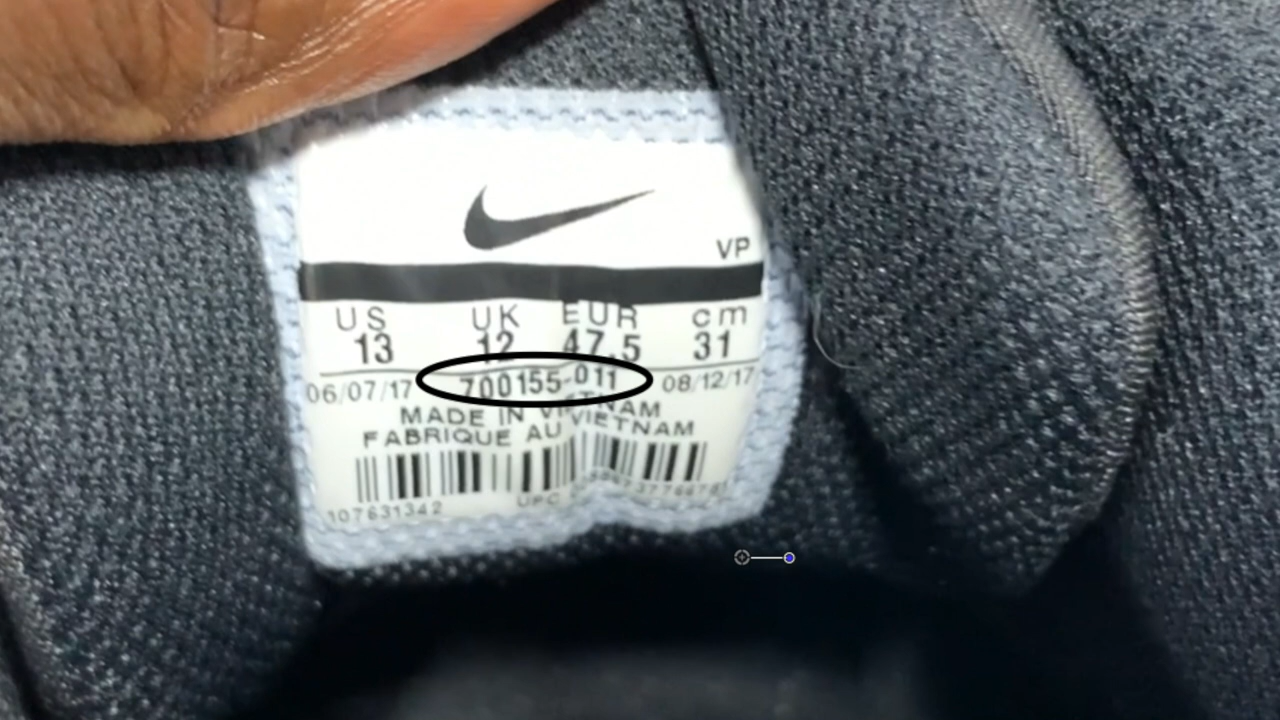 VP
US UK EUR cm
13 12 47.5 31
06/07/17 700155-011 08/12/17
MADE IN VIETNAM
FABRIQUE AU VIETNAM
107631342 UPC